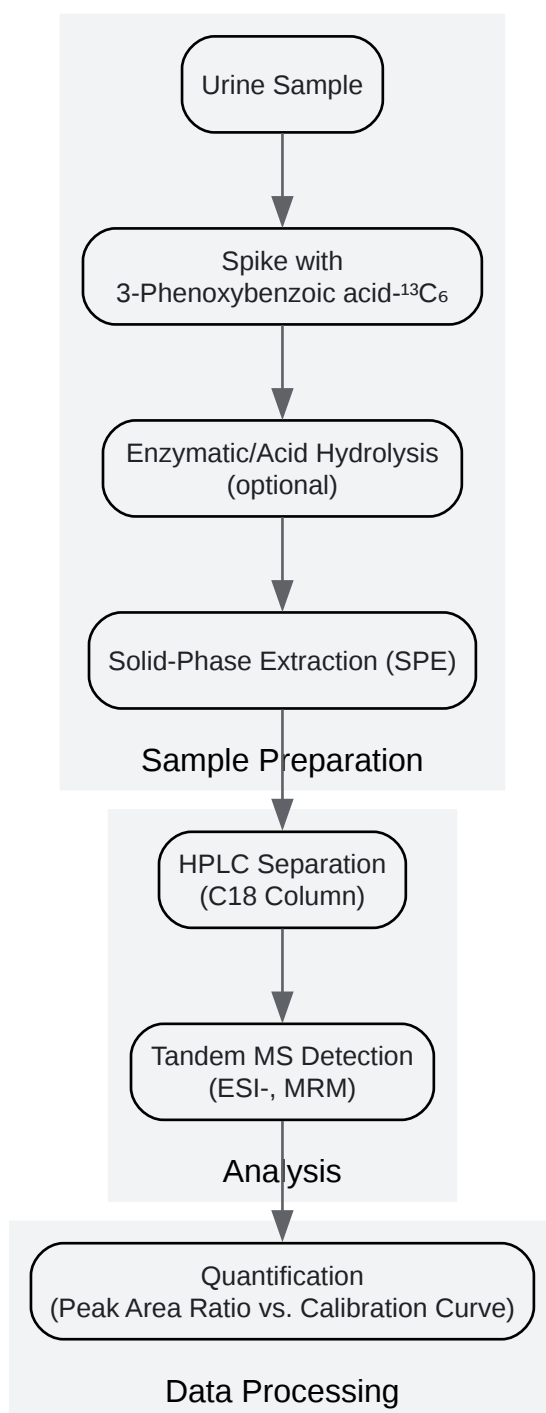 Urine Sample
Spike with
3-Phenoxybenzoic acid-¹³C₆
Enzymatic/Acid Hydrolysis
(optional)
Solid-Phase Extraction (SPE)
Sample Preparation
HPLC Separation
(C18 Column)
Tandem MS Detection
(ESI-, MRM)
Analysis
Quantification
(Peak Area Ratio vs. Calibration Curve)
Data Processing